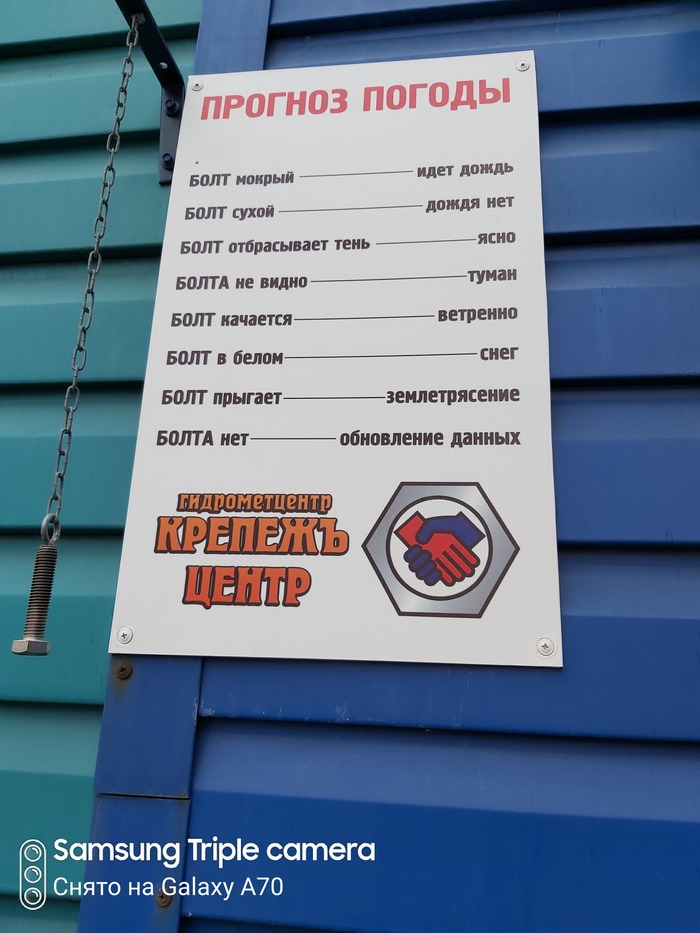 ПРОГНОЗ ПОГОДЫ
БОЛТ мокрый идет дождь
БОЛТ сухой дождя нет
БОЛТ отбрасывает тень ясно
БОЛТА не видно туман
БОЛТ качается ветренно
БОЛТ в белом снег
БОЛТ прыгает землетрясение
БОЛТА нет обновление данных
гидрометцентр
КРЕПЕЖЪ
ЦЕНТР
Samsung Triple camera
Снято на Galaxy A70